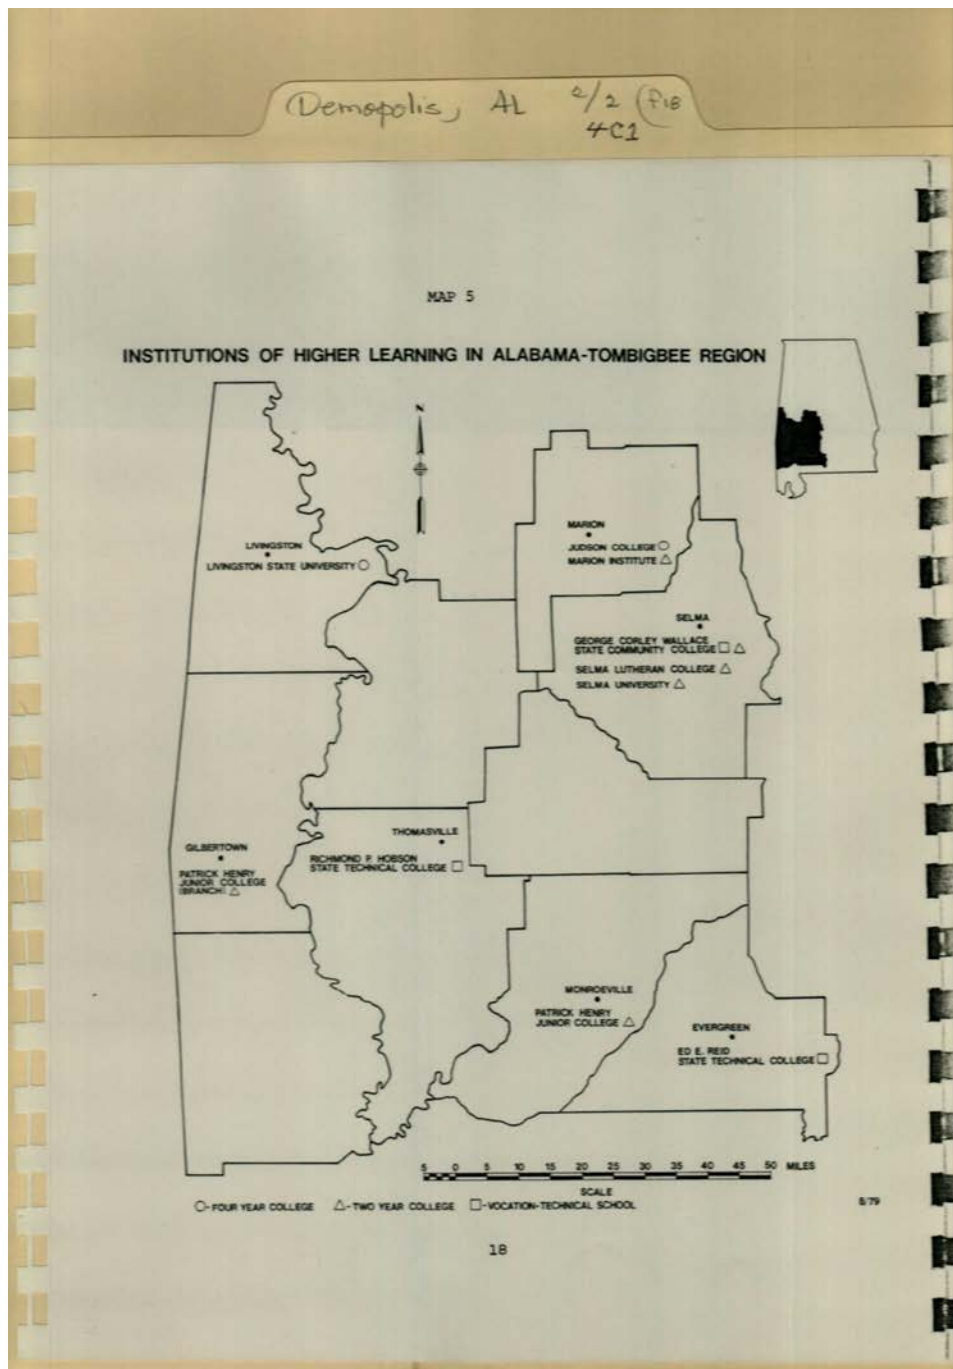 Demopolis, AL 2/2 (F18
4C1
MAP 5
INSTITUTIONS OF HIGHER LEARNING IN ALABAMA-TOMBIGBEE REGION
N
MARION
JUDSON COLLEGE
MARION INSTITUTE
LIVINGSTON
LIVINGSTON STATE UNIVERSITY
SELMA
GEORGE CORLEY WALLACE
STATE COMMUNITY COLLEGE
SELMA LUTHERAN COLLEGE
SELMA UNIVERSITY
THOMASVILLE
RICHMOND P. HOBSON
STATE TECHNICAL COLLEGE
GILBERTOWN
PATRICK HENRY
JUNIOR COLLEGE
(BRANCH)
MONROEVILLE
PATRICK HENRY
JUNIOR COLLEGE
EVERGREEN
ED E. REID
STATE TECHNICAL COLLEGE
5 0 5 10 15 20 25 30 35 40 45 50 MILES
SCALE
O-FOUR YEAR COLLEGE △-TWO YEAR COLLEGE □-VOCATION-TECHNICAL SCHOOL
18